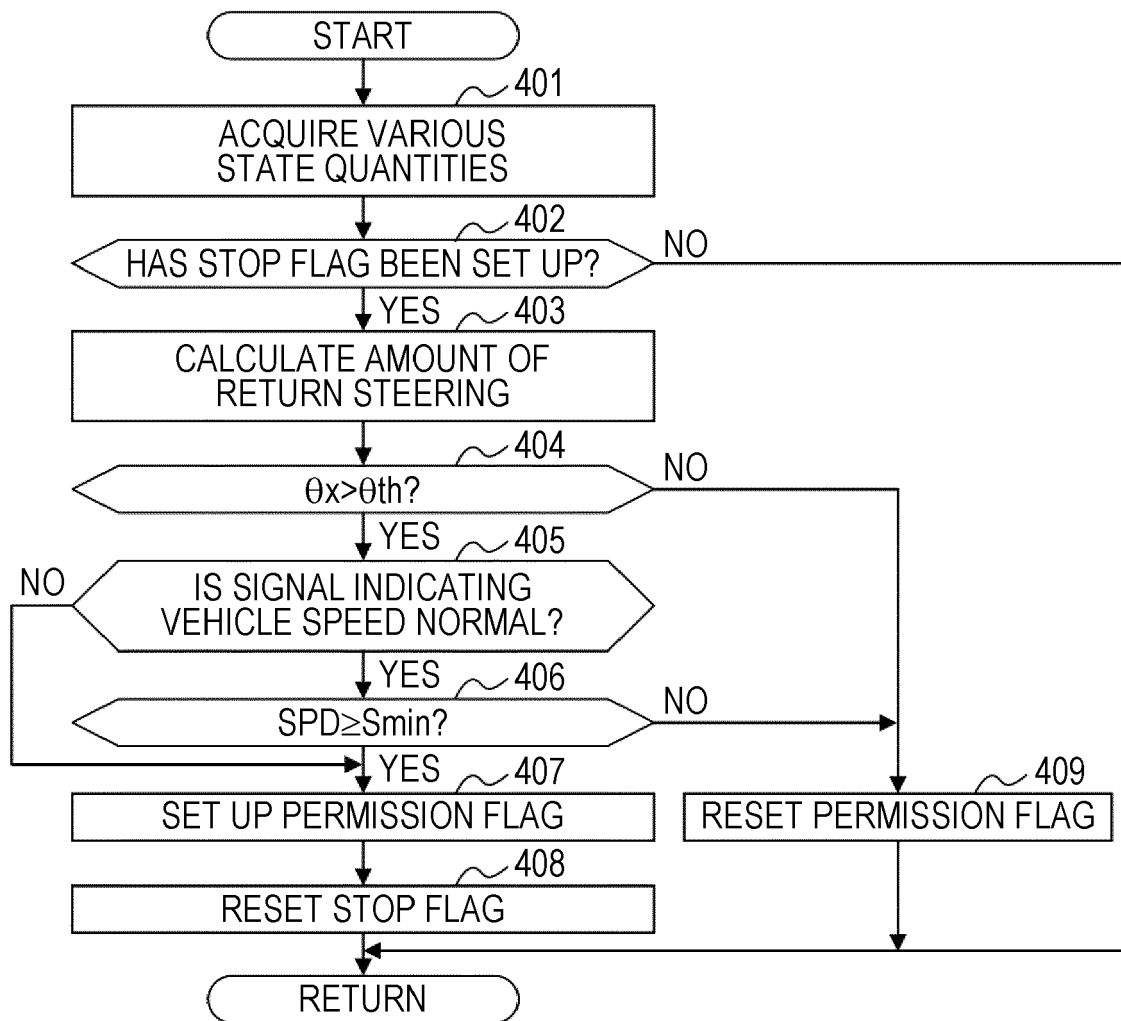 START
401
ACQUIRE VARIOUS
STATE QUANTITIES
402
HAS STOP FLAG BEEN SET UP?
NO
YES
403
CALCULATE AMOUNT OF
RETURN STEERING
404
θx>θth?
NO
YES
405
NO
IS SIGNAL INDICATING
VEHICLE SPEED NORMAL?
YES
406
SPD≥Smin?
NO
YES
407
SET UP PERMISSION FLAG
409
RESET PERMISSION FLAG
408
RESET STOP FLAG
RETURN